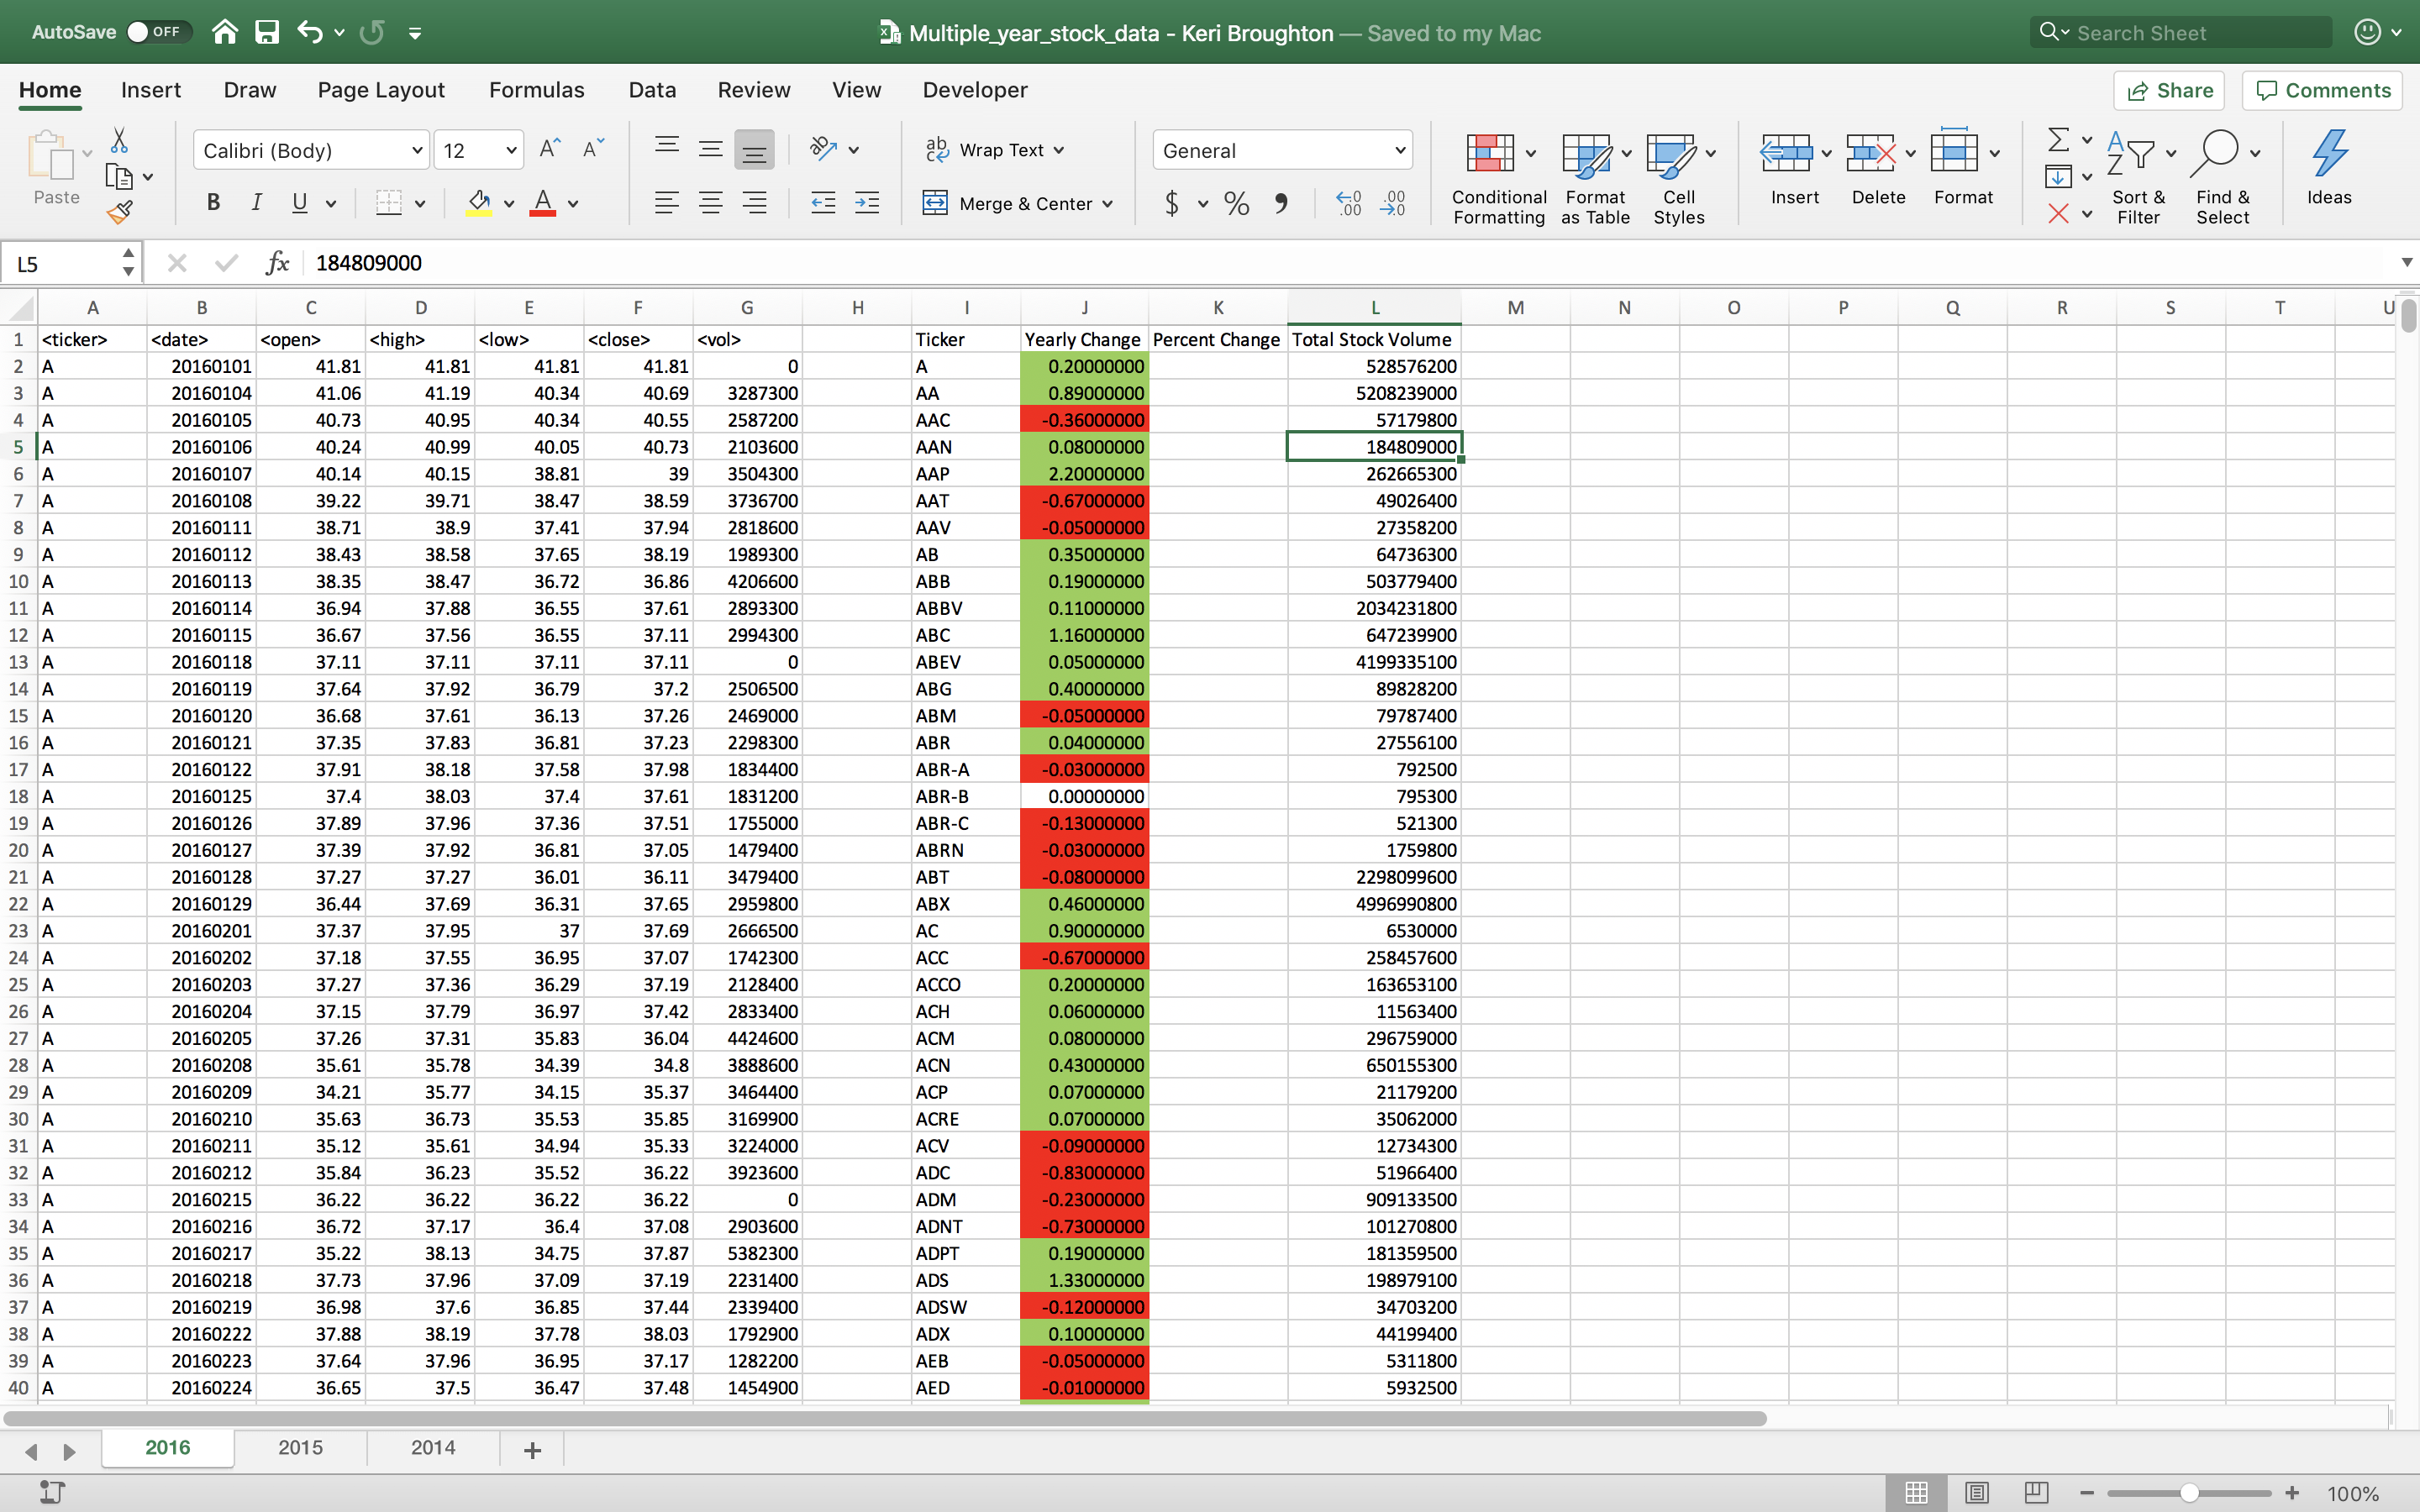 AutoSave OFF Multiple_year_stock_data - Keri Broughton — Saved to my Mac Search Sheet
Home Insert Draw Page Layout Formulas Data Review View Developer Share Comments
Paste Calibri (Body) 12 A A Wrap Text General
B I U A Merge & Center $ % Conditional Formatting Format as Table Cell Styles Insert Delete Format Sort & Filter Find & Select Ideas
L5 fx 184809000
A B C D E F G H I J K L M N O P Q R S T U
1 <ticker> <date> <open> <high> <low> <close> <vol> Ticker Yearly Change Percent Change Total Stock Volume
2 A 20160101 41.81 41.81 41.81 41.81 0 A 0.20000000 528576200
3 A 20160104 41.06 41.19 40.34 40.69 3287300 AA 0.89000000 5208239000
4 A 20160105 40.73 40.95 40.34 40.55 2587200 AAC -0.36000000 57179800
5 A 20160106 40.24 40.99 40.05 40.73 2103600 AAN 0.08000000 184809000
6 A 20160107 40.14 40.15 38.81 39 3504300 AAP 2.20000000 262665300
7 A 20160108 39.22 39.71 38.47 38.59 3736700 AAT -0.67000000 49026400
8 A 20160111 38.71 38.9 37.41 37.94 2818600 AAV -0.05000000 27358200
9 A 20160112 38.43 38.58 37.65 38.19 1989300 AB 0.35000000 64736300
10 A 20160113 38.35 38.47 36.72 36.86 4206600 ABB 0.19000000 503779400
11 A 20160114 36.94 37.88 36.55 37.61 2893300 ABBV 0.11000000 2034231800
12 A 20160115 36.67 37.56 36.55 37.11 2994300 ABC 1.16000000 647239900
13 A 20160118 37.11 37.11 37.11 37.11 0 ABEV 0.05000000 4199335100
14 A 20160119 37.64 37.92 36.79 37.2 2506500 ABG 0.40000000 89828200
15 A 20160120 36.68 37.61 36.13 37.26 2469000 ABM -0.05000000 79787400
16 A 20160121 37.35 37.83 36.81 37.23 2298300 ABR 0.04000000 27556100
17 A 20160122 37.91 38.18 37.58 37.98 1834400 ABR-A -0.03000000 792500
18 A 20160125 37.4 38.03 37.4 37.61 1831200 ABR-B 0.00000000 795300
19 A 20160126 37.89 37.96 37.36 37.51 1755000 ABR-C -0.13000000 521300
20 A 20160127 37.39 37.92 36.81 37.05 1479400 ABRN -0.03000000 1759800
21 A 20160128 37.27 37.27 36.01 36.11 3479400 ABT -0.08000000 2298099600
22 A 20160129 36.44 37.69 36.31 37.65 2959800 ABX 0.46000000 4996990800
23 A 20160201 37.37 37.95 37 37.69 2666500 AC 0.90000000 6530000
24 A 20160202 37.18 37.55 36.95 37.07 1742300 ACC -0.67000000 258457600
25 A 20160203 37.27 37.36 36.29 37.19 2128400 ACCO 0.20000000 163653100
26 A 20160204 37.15 37.79 36.97 37.42 2833400 ACH 0.06000000 11563400
27 A 20160205 37.26 37.31 35.83 36.04 4424600 ACM 0.08000000 296759000
28 A 20160208 35.61 35.78 34.39 34.8 3888600 ACN 0.43000000 650155300
29 A 20160209 34.21 35.77 34.15 35.37 3464400 ACP 0.07000000 21179200
30 A 20160210 35.63 36.73 35.53 35.85 3169900 ACRE 0.07000000 35062000
31 A 20160211 35.12 35.61 34.94 35.33 3224000 ACV -0.09000000 12734300
32 A 20160212 35.84 36.23 35.52 36.22 3923600 ADC -0.83000000 51966400
33 A 20160215 36.22 36.22 36.22 36.22 0 ADM -0.23000000 909133500
34 A 20160216 36.72 37.17 36.4 37.08 2903600 ADNT -0.73000000 101270800
35 A 20160217 35.22 38.13 34.75 37.87 5382300 ADPT 0.19000000 181359500
36 A 20160218 37.73 37.96 37.09 37.19 2231400 ADS 1.33000000 198979100
37 A 20160219 36.98 37.6 36.85 37.44 2339400 ADSW -0.12000000 34703200
38 A 20160222 37.88 38.19 37.78 38.03 1792900 ADX 0.10000000 44199400
39 A 20160223 37.64 37.96 36.95 37.17 1282200 AEB -0.05000000 5311800
40 A 20160224 36.65 37.5 36.47 37.48 1454900 AED -0.01000000 5932500
2016 2015 2014 +
100%